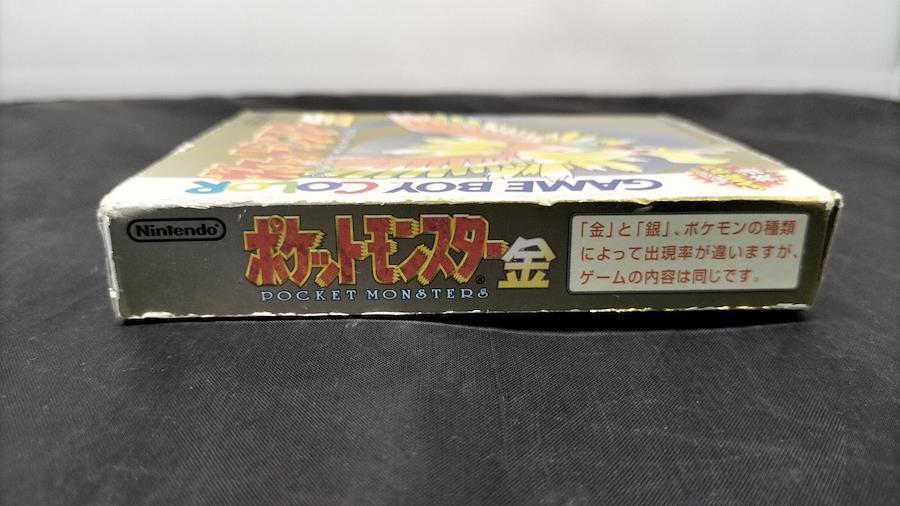 GAME BOY COLOR
Nintendo
ポケットモンスター金
POCKET MONSTERS
「金」と「銀」、ポケモンの種類
によって出現率が違いますが、
ゲームの内容は同じです。